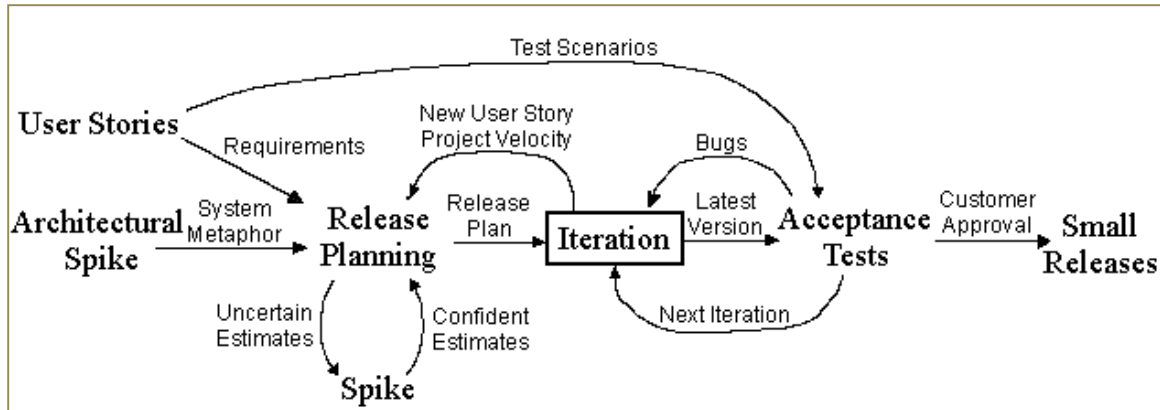 Test Scenarios
User Stories
New User Story
Project Velocity
Bugs
Requirements
Architectural
Spike
System
Metaphor
Release
Planning
Release
Plan
Iteration
Latest
Version
Acceptance
Tests
Customer
Approval
Small
Releases
Uncertain
Estimates
Confident
Estimates
Next Iteration
Spike